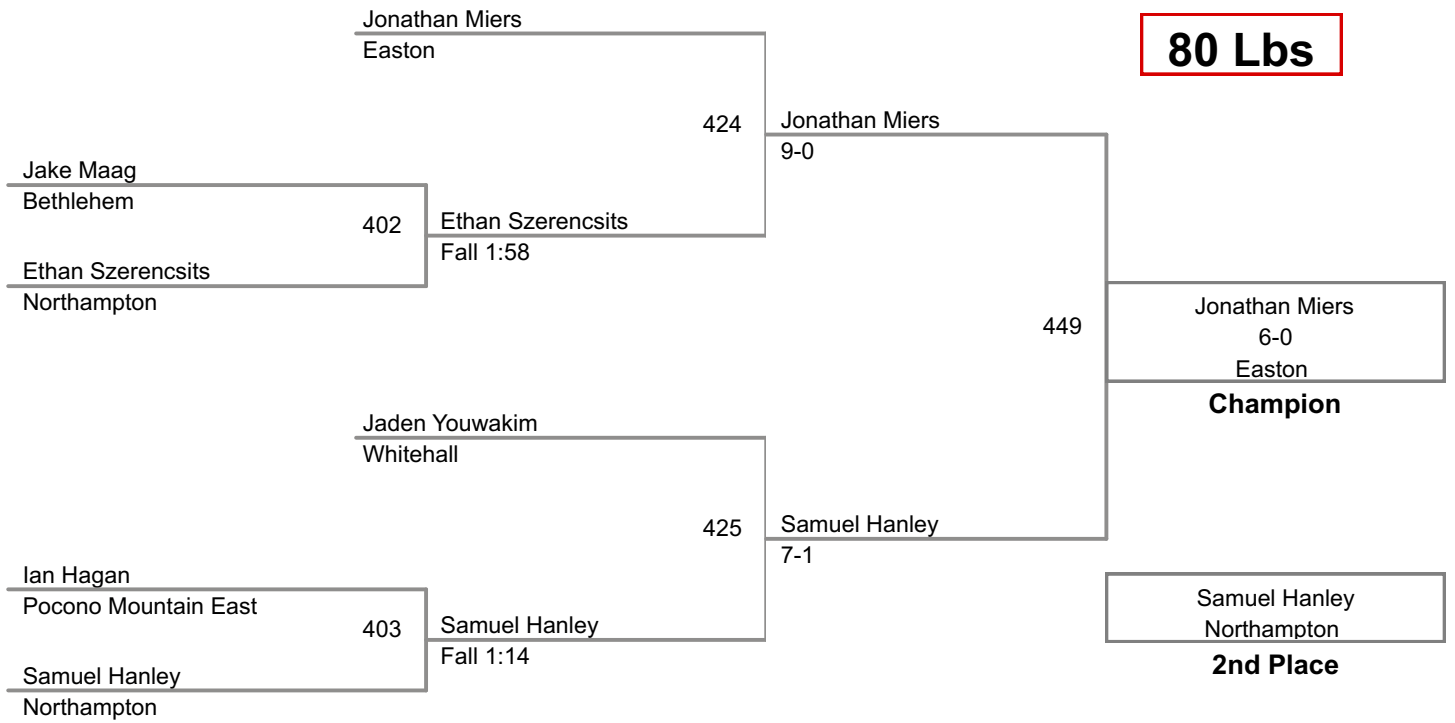 Jonathan Miers
Easton
80 Lbs
424
Jonathan Miers
9-0
Jake Maag
Bethlehem
402
Ethan Szerencsits
Fall 1:58
Ethan Szerencsits
Northampton
449
Jonathan Miers
6-0
Easton
Champion
Jaden Youwakim
Whitehall
425
Samuel Hanley
7-1
Ian Hagan
Pocono Mountain East
403
Samuel Hanley
Fall 1:14
Samuel Hanley
Northampton
Samuel Hanley
Northampton
2nd Place